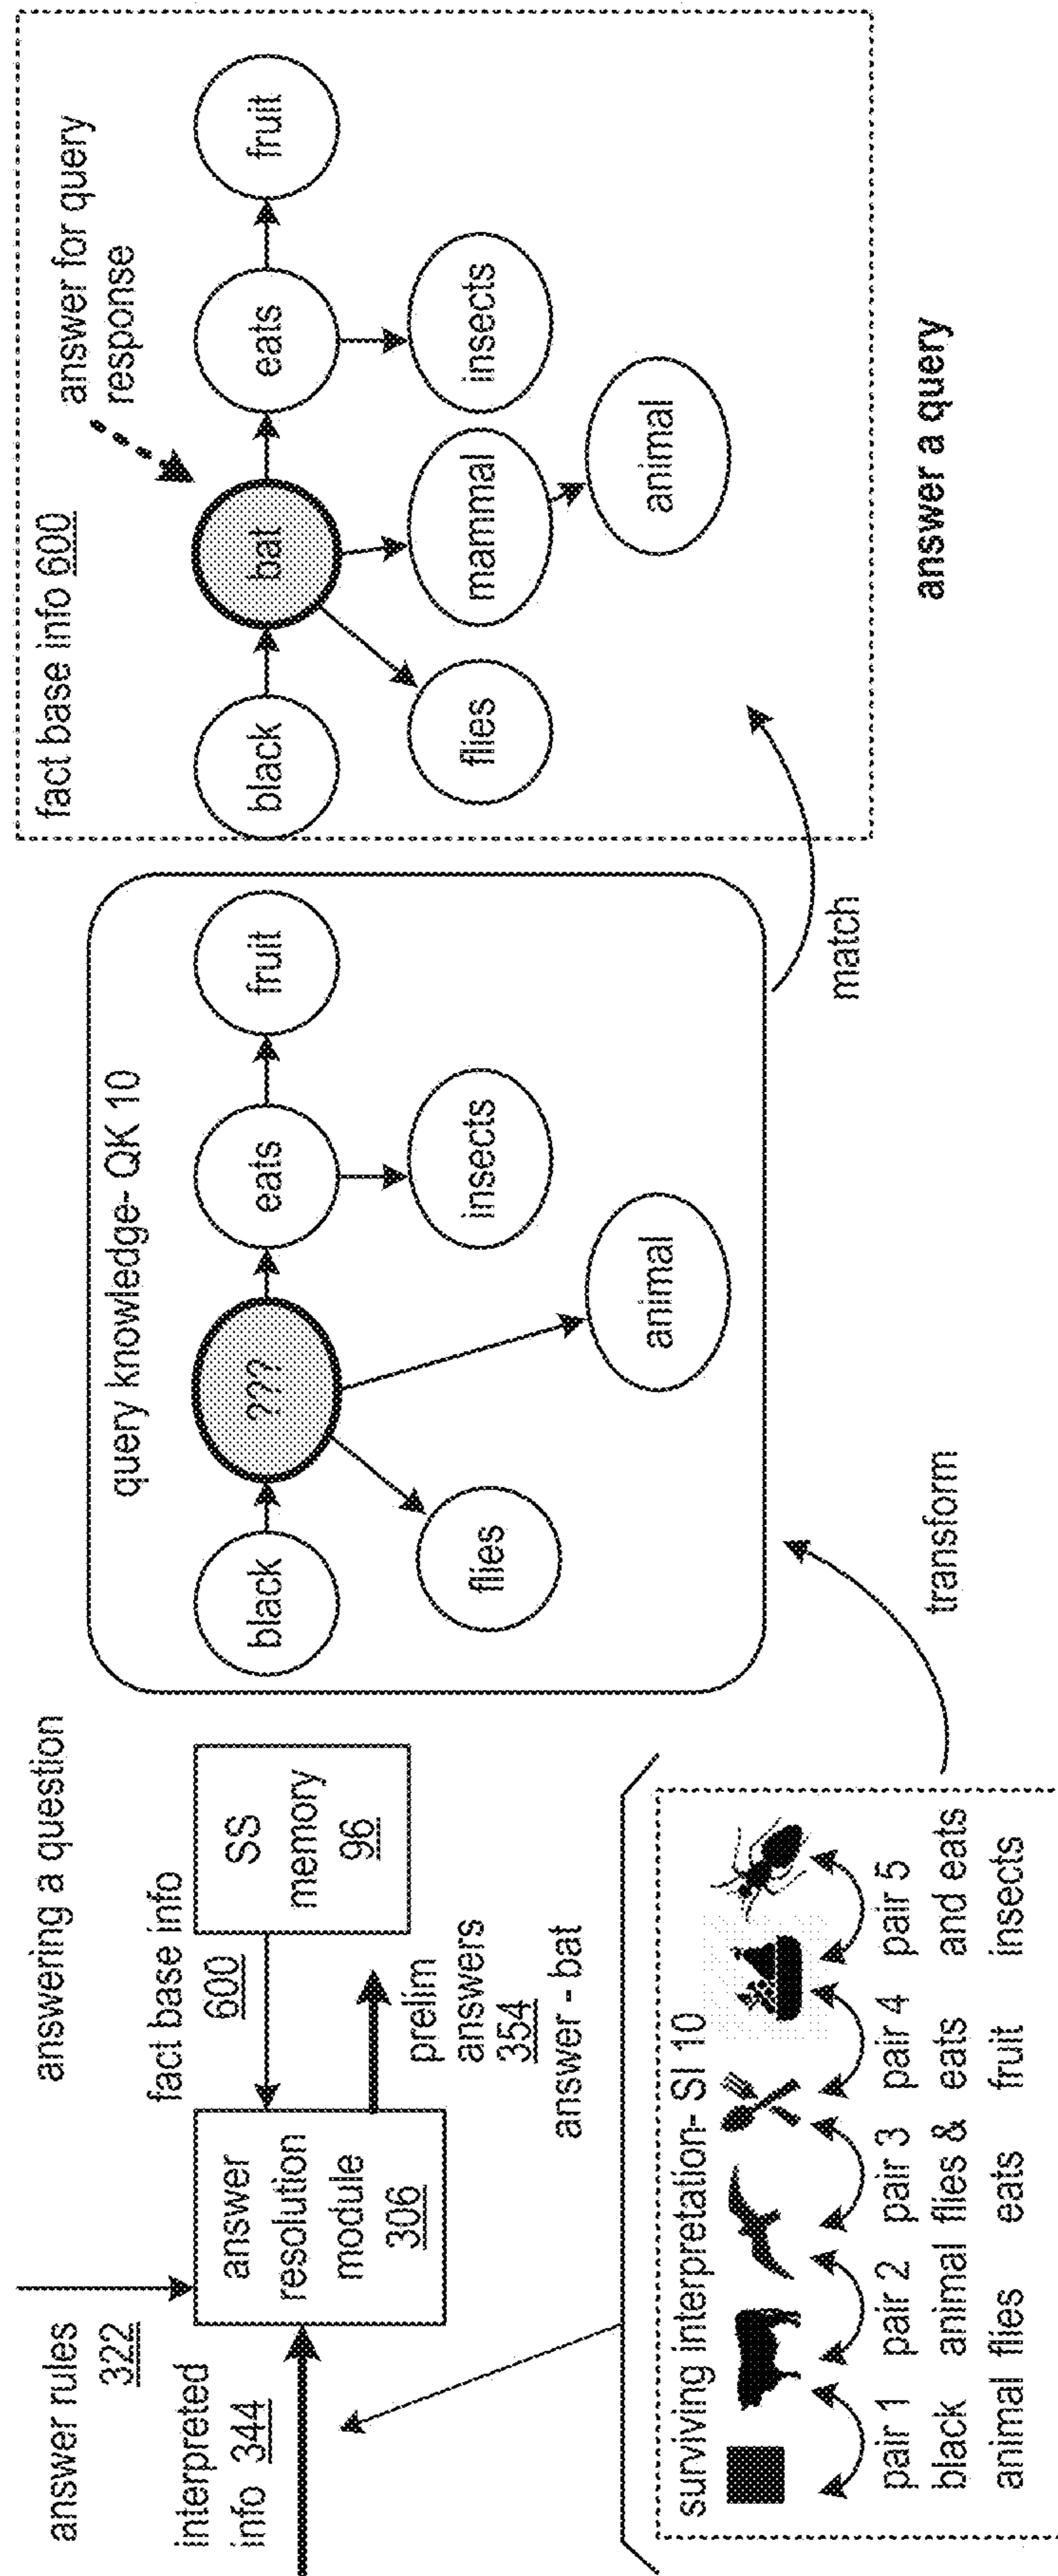 answering a question
answer rules
322
interpreted
info 344
answer
resolution
module
306
fact base info
600
SS
memory
96
prelim
answers
354
answer - bat
surviving interpretation- SI 10
pair 1 pair 2 pair 3 pair 4 pair 5
black animal flies & eats and eats
animal flies eats fruit insects
transform
query knowledge- QK 10
black
???
eats
fruit
flies
insects
animal
match
fact base info 600
answer for query
response
black
bat
eats
fruit
flies
mammal
insects
animal
answer a query